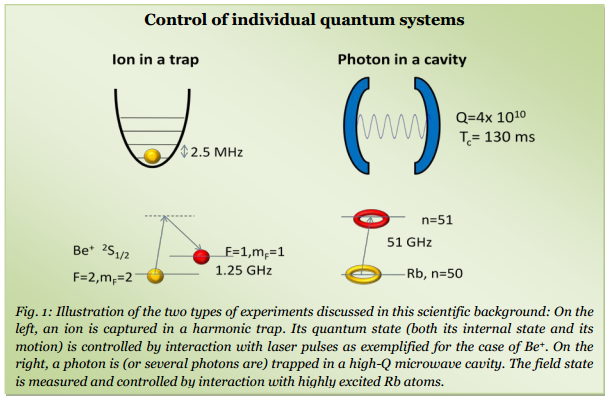 Control of individual quantum systems
Ion in a trap
Photon in a cavity
2.5 MHz
Q=4x 10¹⁰
T꜀= 130 ms
Be⁺ ²S₁/₂
F=2,m_F=2
F=1,m_F=1
1.25 GHz
n=51
51 GHz
Rb, n=50
Fig. 1: Illustration of the two types of experiments discussed in this scientific background: On the
left, an ion is captured in a harmonic trap. Its quantum state (both its internal state and its
motion) is controlled by interaction with laser pulses as exemplified for the case of Be⁺. On the
right, a photon is (or several photons are) trapped in a high-Q microwave cavity. The field state
is measured and controlled by interaction with highly excited Rb atoms.